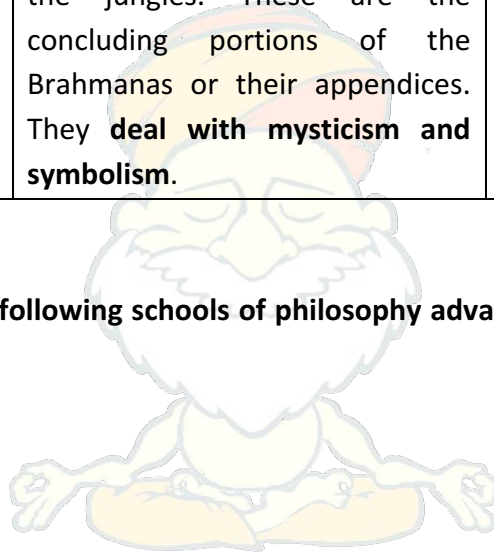 the jungles. These are the
concluding portions of the
Brahmanas or their appendices.
They deal with mysticism and
symbolism.
following schools of philosophy adva